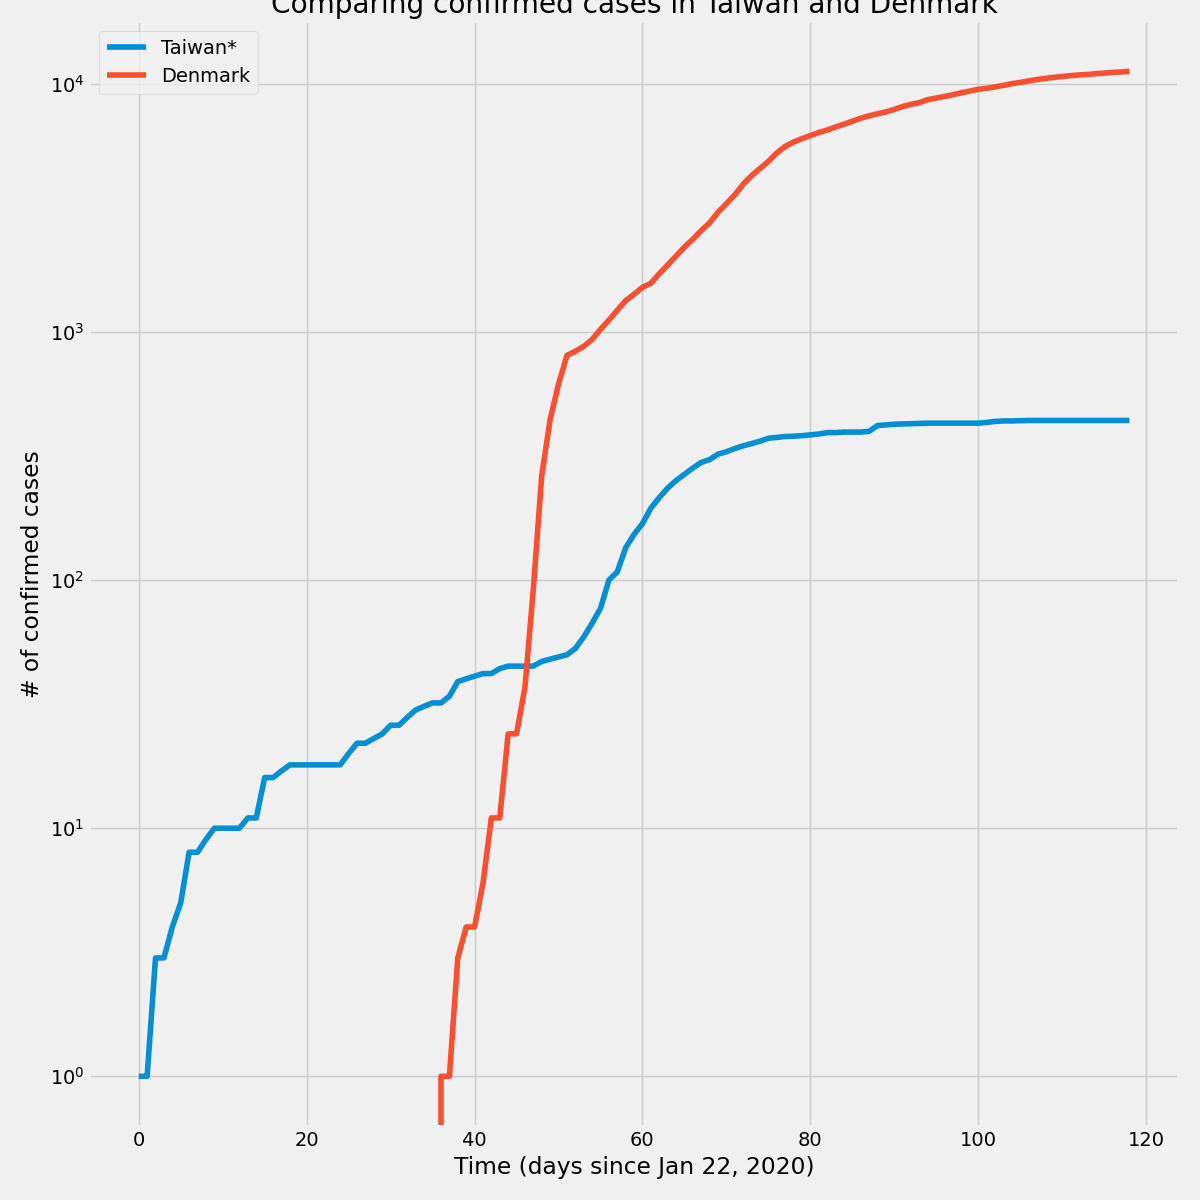 Comparing confirmed cases in Taiwan and Denmark
Taiwan*
Denmark
10⁴
10³
10²
10¹
10⁰
# of confirmed cases
0 20 40 60 80 100 120
Time (days since Jan 22, 2020)